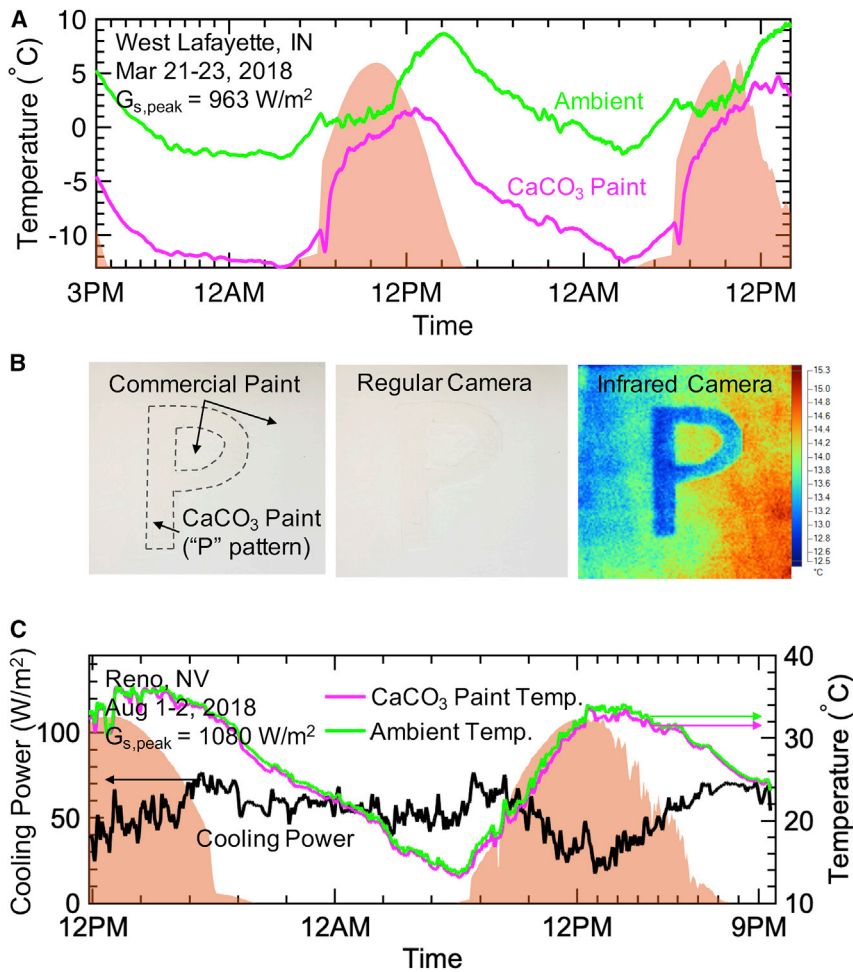 A
West Lafayette, IN
Mar 21-23, 2018
G_s,peak = 963 W/m²
Ambient
CaCO₃ Paint
Temperature (°C)
10
5
0
-5
-10
3PM 12AM 12PM 12AM 12PM
Time
B
Commercial Paint
CaCO₃ Paint
("P" pattern)
Regular Camera
Infrared Camera
P
15.3
15.0
14.8
14.6
14.4
14.2
14.0
13.8
13.6
13.4
13.2
13.0
12.8
12.6
12.5
°C
C
Reno, NV
Aug 1-2, 2018
G_s,peak = 1080 W/m²
CaCO₃ Paint Temp.
Ambient Temp.
Cooling Power
Cooling Power (W/m²)
100
50
0
Temperature (°C)
40
30
20
10
12PM 12AM 12PM 9PM
Time